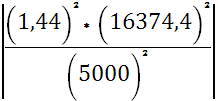 |(1,44)² * (16374,4)²|
(5000)²